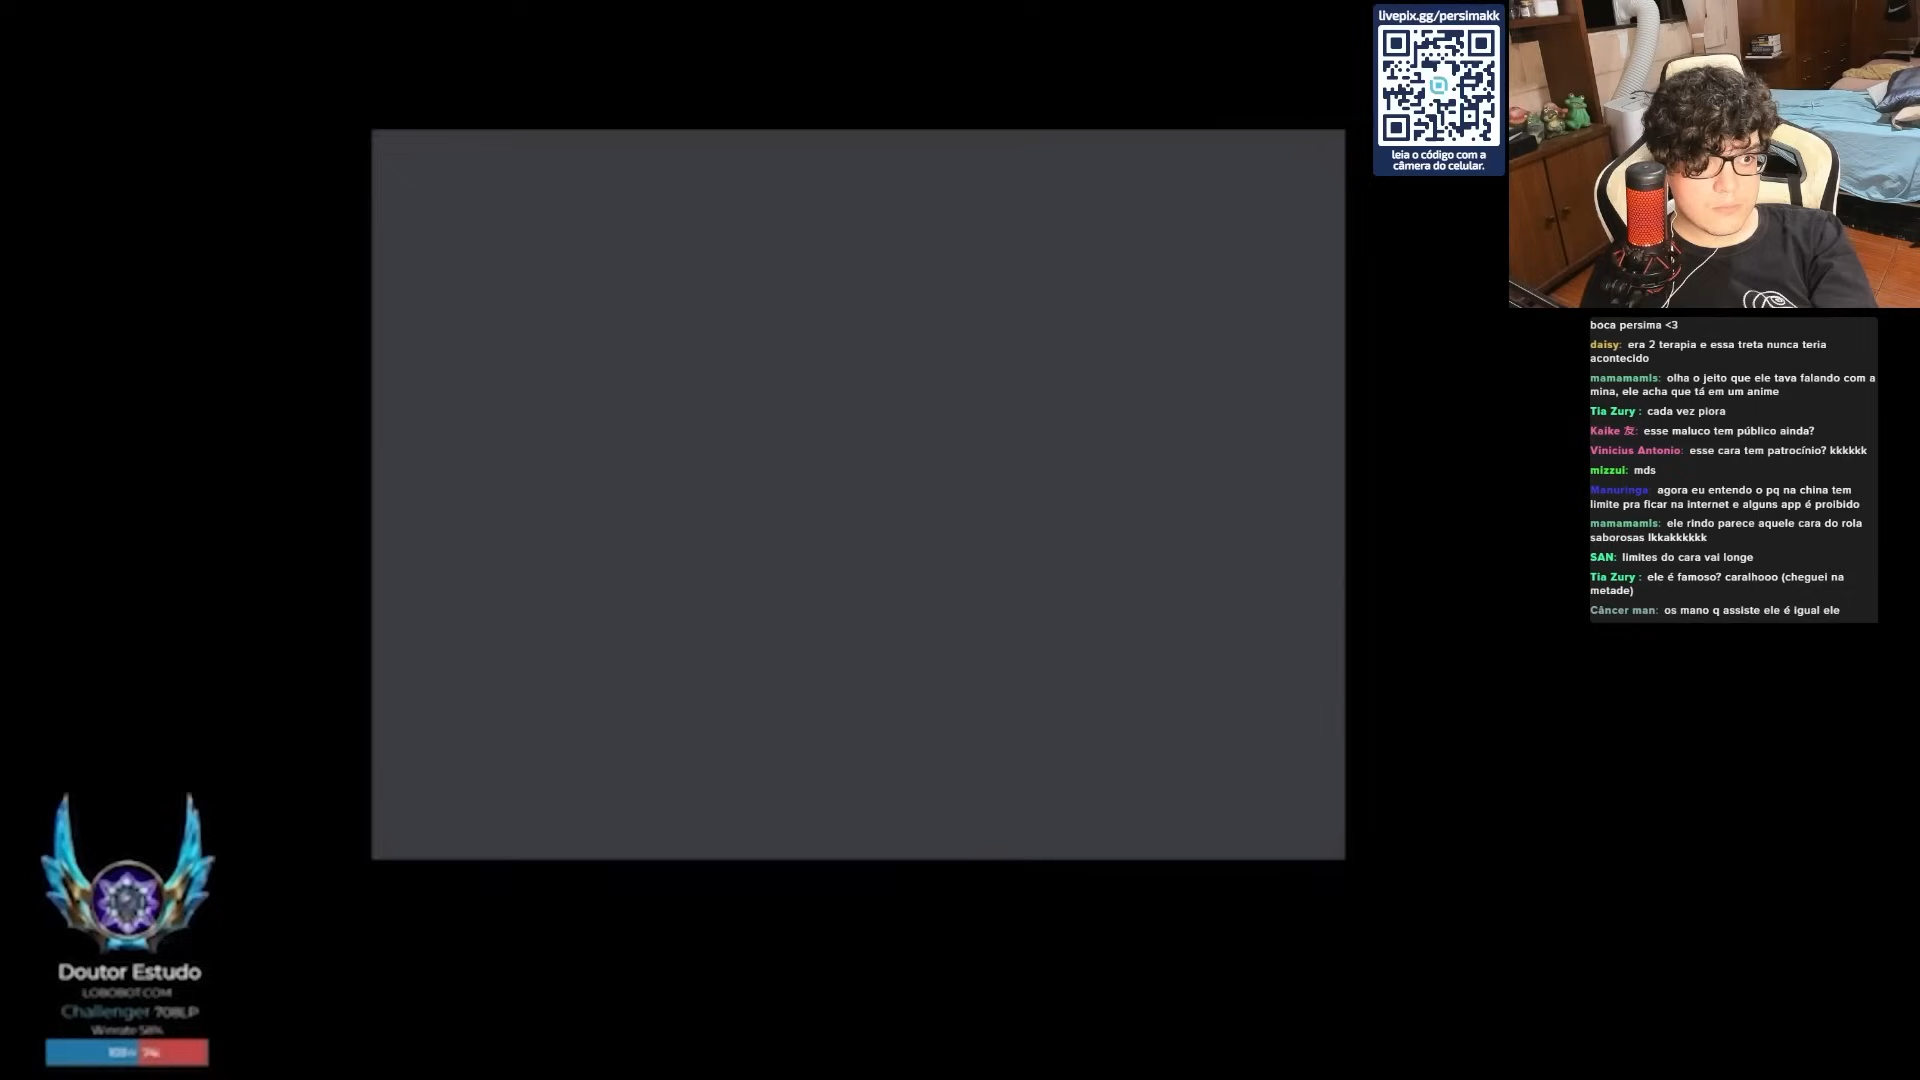 livepix.gg/persimakk
leia o código com a
câmera do celular.
boca persima <3
daisy: era 2 terapia e essa treta nunca teria
acontecido
mamamamls: olha o jeito que ele tava falando com a
mina, ele acha que tá em um anime
Tia Zury : cada vez piora
Kaike 友: esse maluco tem público ainda?
Vinicius Antonio: esse cara tem patrocínio? kkkkkk
mizzui: mds
Manuringa: agora eu entendo o pq na china tem
limite pra ficar na internet e alguns app é proibido
mamamamls: ele rindo parece aquele cara do rola
saborosas lkkakkkkkk
SAN: limites do cara vai longe
Tia Zury : ele é famoso? caralhooo (cheguei na
metade)
Câncer man: os mano q assiste ele é igual ele
Doutor Estudo
LOBOBOT.COM
Challenger 708LP
Winrate 58%